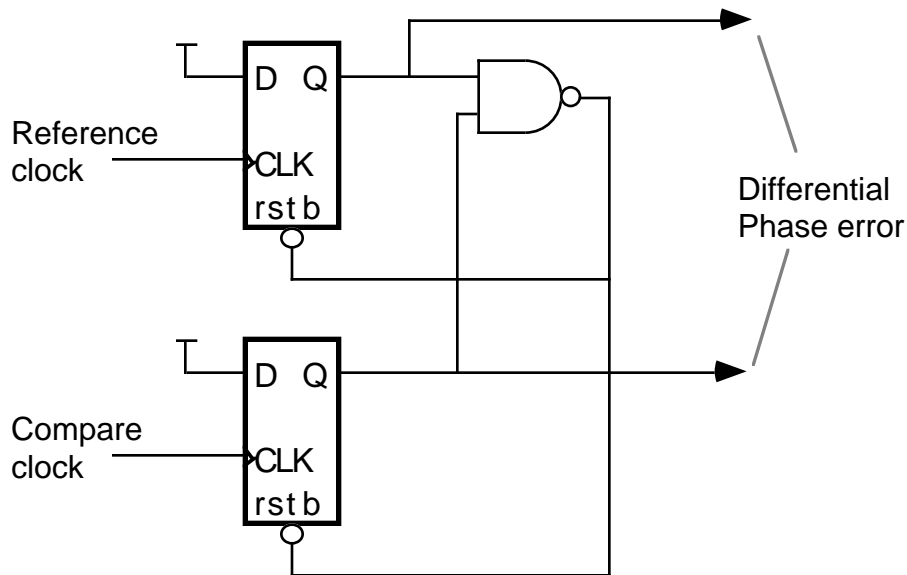 D Q
Reference
clock
CLK
rst b
Differential
Phase error
D Q
Compare
clock
CLK
rst b